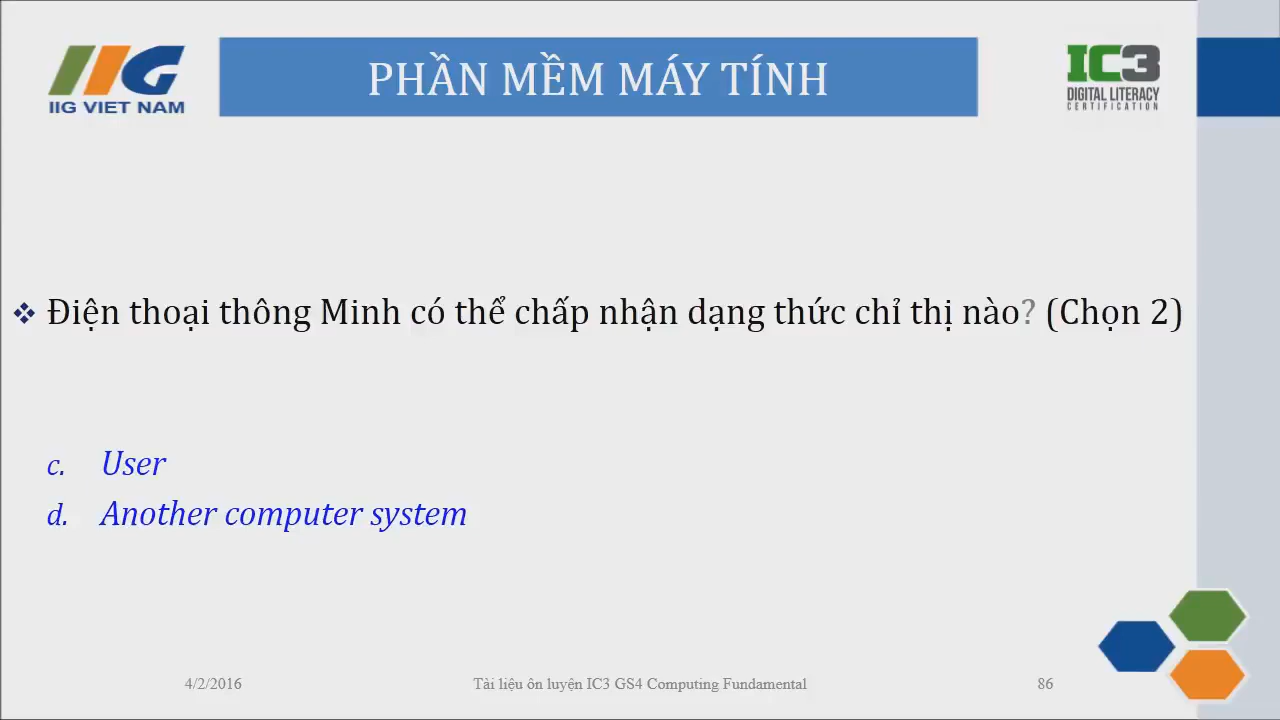 IIG VIET NAM
PHẦN MỀM MÁY TÍNH
IC3
DIGITAL LITERACY
CERTIFICATION
❖ Điện thoại thông Minh có thể chấp nhận dạng thức chỉ thị nào? (Chọn 2)
c. User
d. Another computer system
4/2/2016 Tài liệu ôn luyện IC3 GS4 Computing Fundamental 86